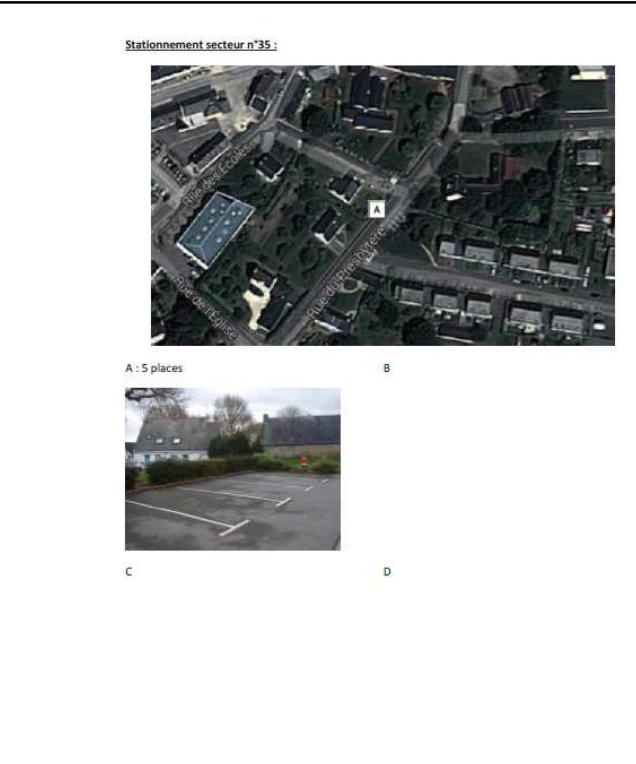 Stationnement secteur n°35 :
Rue des Écoles
A
Rue du Presbytère
Rue de l'Église
A : 5 places
B
C
D